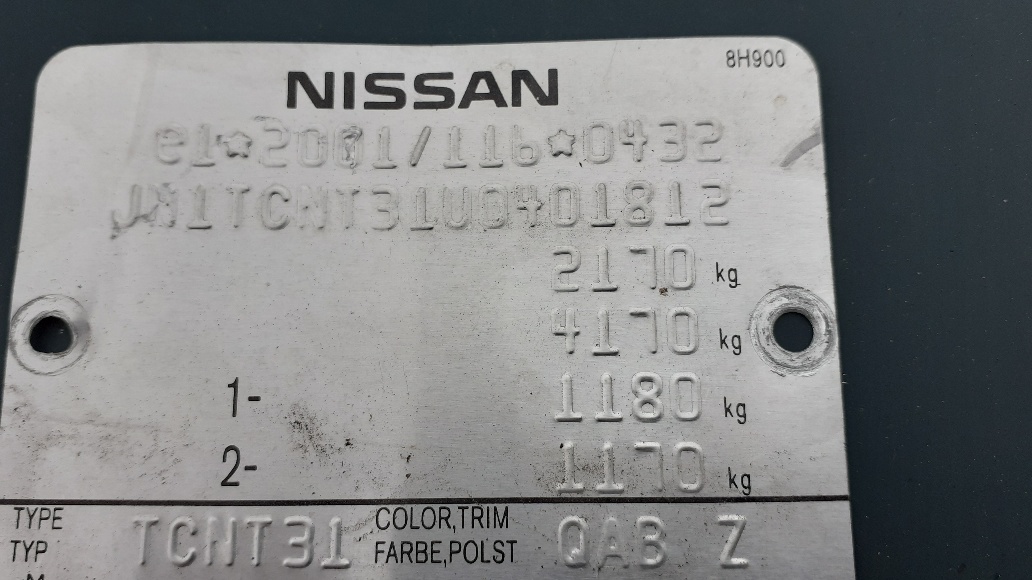 8H900
NISSAN
e1*2001/116*0432
JN1TCNT31U0401812
2170 kg
4170 kg
1- 1180 kg
2- 1170 kg
TYPE TCNT31 COLOR,TRIM QAB Z
TYP FARBE,POLST